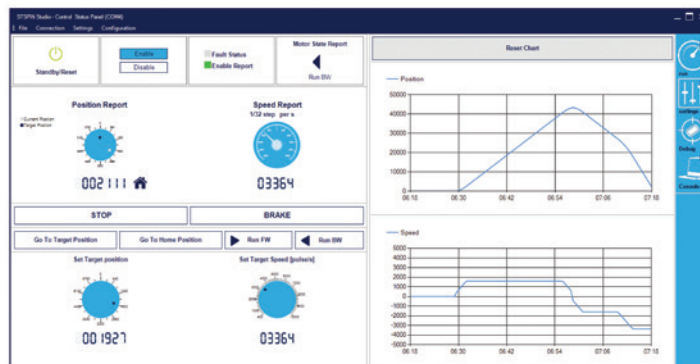 STSPIN Studio - Control Status Panel (COM4)
File Connection Settings Configuration
Standby/Reset
Enable
Disable
Fault Status
Enable Report
Motor State Report
Run BW
Position Report
Current Position
Target Position
002111
Speed Report
1/32 step per s
03364
STOP
BRAKE
Go To Target Position
Go To Home Position
Run FW
Run BW
Set Target position
001927
Set Target Speed [pulse/s]
03364
Reset Chart
Position
50000
40000
30000
20000
10000
0
06:18 06:30 06:42 06:54 07:06 07:18
Speed
5000
4000
3000
2000
1000
0
-1000
-2000
-3000
-4000
-5000
06:18 06:30 06:42 06:54 07:06 07:18
run
settings
Debug
Console